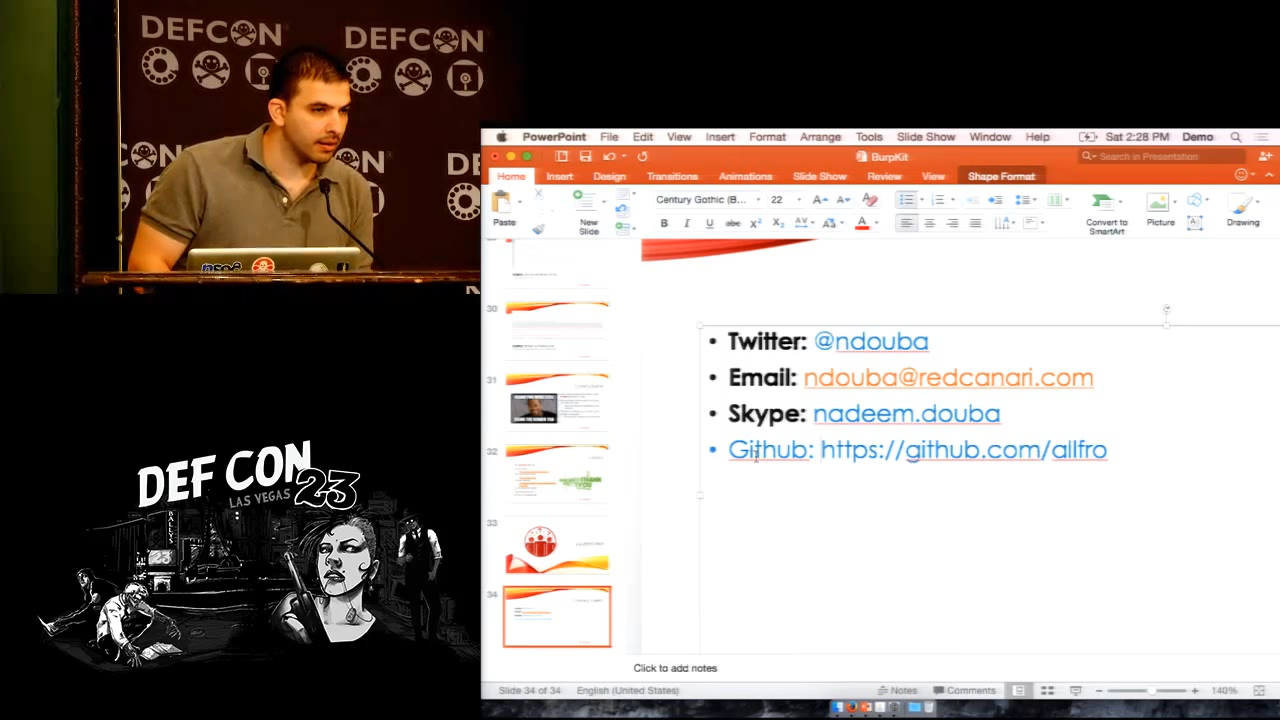 DEFCON
DEFCON
DEF CON 23
LAS VEGAS
BALLYS
PowerPoint File Edit View Insert Format Arrange Tools Slide Show Window Help Sat 2:28 PM Demo
BurpKit
Search in Presentation
Home Insert Design Transitions Animations Slide Show Review View Shape Format
Century Gothic (B... 22
Paste New Slide Convert to SmartArt Picture Drawing
30
31
32
33
34
• Twitter: @ndouba
• Email: ndouba@redcanari.com
• Skype: nadeem.douba
• Github: https://github.com/allfro
Click to add notes
Slide 34 of 34 English (United States) Notes Comments 140%